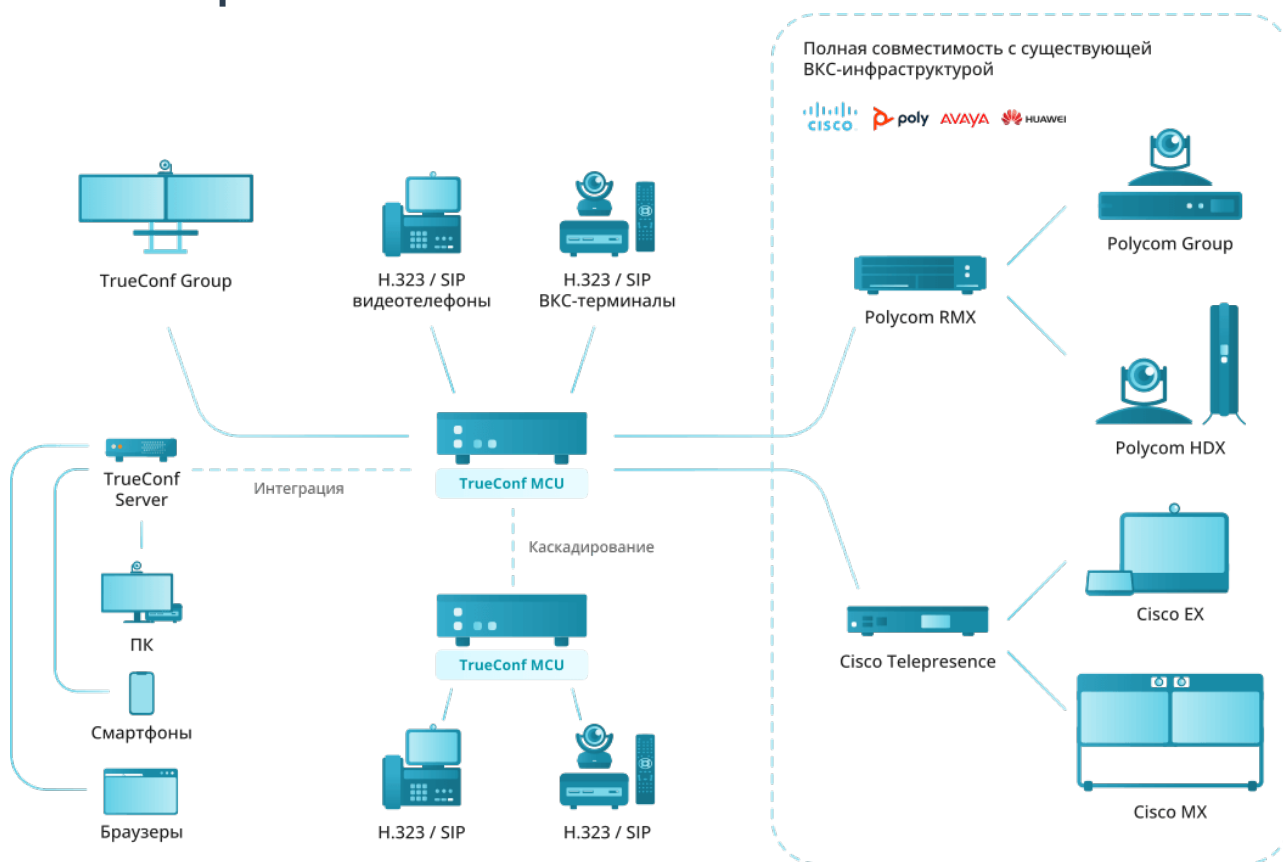 Полная совместимость с существующей
ВКС-инфраструктурой
CISCO
poly
AVAYA
HUAWEI
TrueConf Group
H.323 / SIP
видеотелефоны
H.323 / SIP
ВКС-терминалы
Polycom RMX
Polycom Group
Polycom HDX
TrueConf
Server
Интеграция
TrueConf MCU
Каскадирование
TrueConf MCU
ПК
Смартфоны
Браузеры
H.323 / SIP
H.323 / SIP
Cisco Telepresence
Cisco EX
Cisco MX